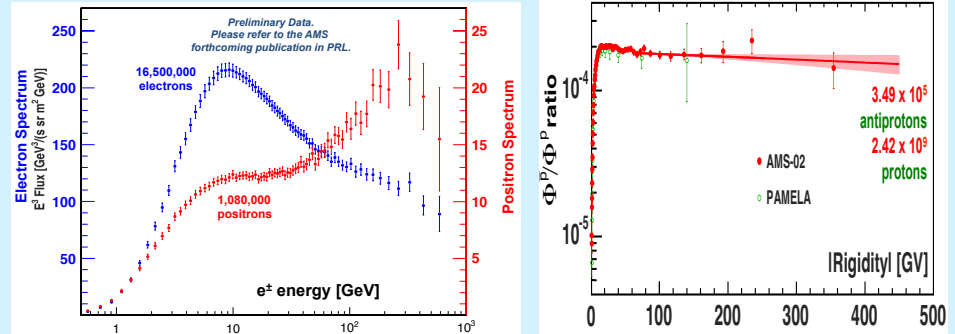 Preliminary Data.
Please refer to the AMS
forthcoming publication in PRL.
16,500,000
electrons
1,080,000
positrons
Electron Spectrum
E³ Flux [GeV³/(s sr m² GeV)]
250
200
150
100
50
Positron Spectrum
25
20
15
10
5
e± energy [GeV]
1
10
10²
10³
Φᵖ/Φᴾ ratio
10⁻⁴
10⁻⁵
3.49 x 10⁵
antiprotons
2.42 x 10⁹
protons
AMS-02
PAMELA
|Rigidity| [GV]
0
100
200
300
400
500